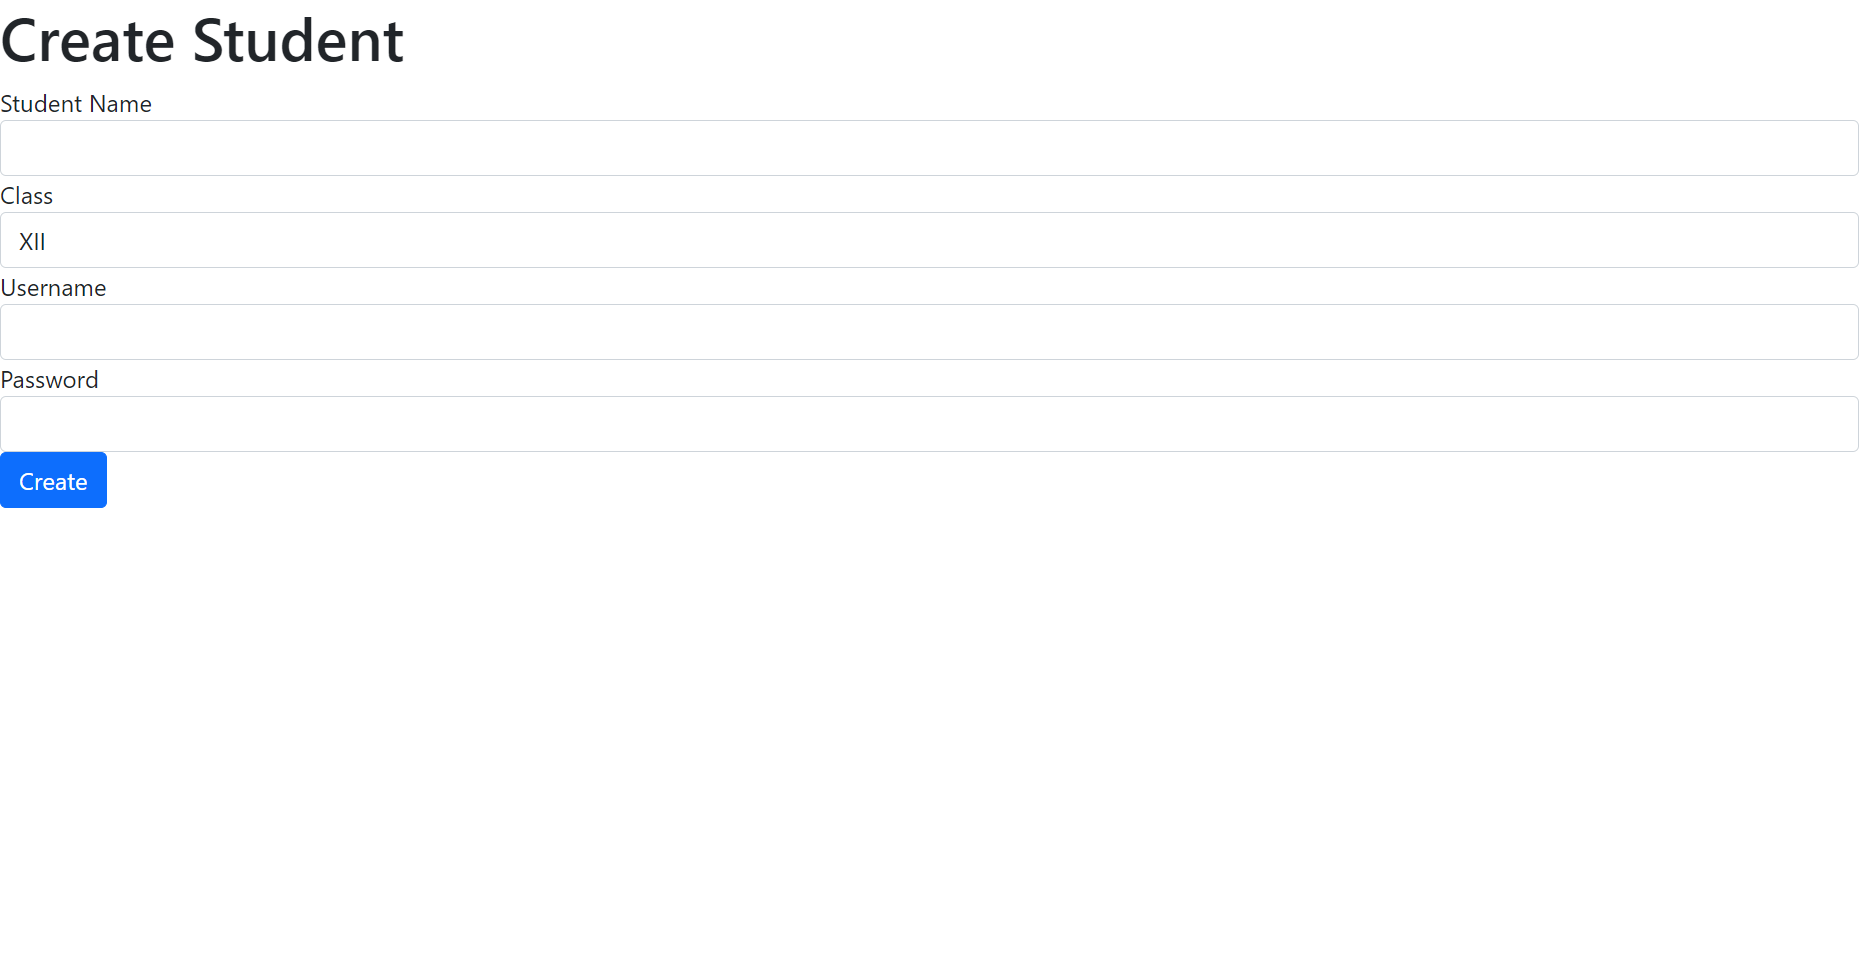 Create Student
Student Name
Class
XII
Username
Password
Create